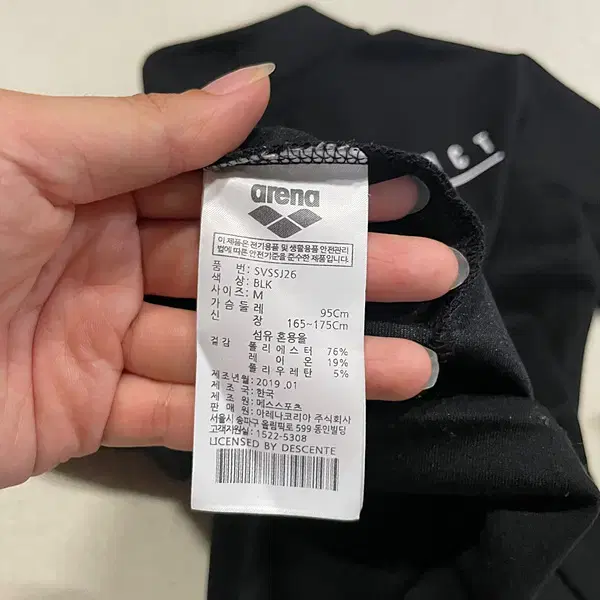 arena
이 제품은 전기용품 및 생활용품 안전관리
법에 따른 안전기준을 준수한 제품입니다.
품 번: SVSSJ26
색 상: BLK
사 이 즈: M
가 슴 둘 레 95Cm
신 장 165~175Cm
섬유 혼용율
겉감 폴 리 에 스 터 76%
레 이 온 19%
폴 리 우 레 탄 5%
제조년월: 2019 .01
제 조 국: 한국
제 조 원: 메스스포츠
판 매 원: 아레나코리아 주식회사
서울시 송파구 올림픽로 599 동인빌딩
고객지원실: 1522-5308
LICENSED BY DESCENTE